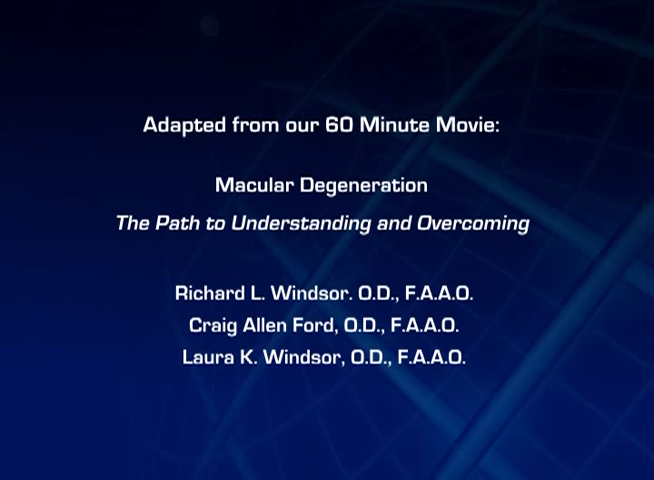 Adapted from our 60 Minute Movie:
Macular Degeneration
The Path to Understanding and Overcoming
Richard L. Windsor. O.D., F.A.A.O.
Craig Allen Ford, O.D., F.A.A.O.
Laura K. Windsor, O.D., F.A.A.O.